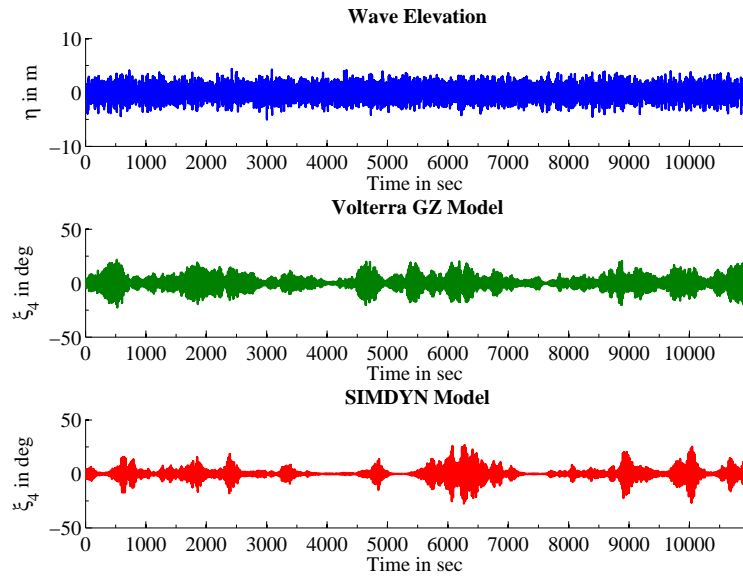 Wave Elevation
10
0
−10
η in m
0 1000 2000 3000 4000 5000 6000 7000 8000 9000 10000
Time in sec
Volterra GZ Model
50
0
−50
ξ4 in deg
0 1000 2000 3000 4000 5000 6000 7000 8000 9000 10000
Time in sec
SIMDYN Model
50
0
−50
ξ4 in deg
0 1000 2000 3000 4000 5000 6000 7000 8000 9000 10000
Time in sec